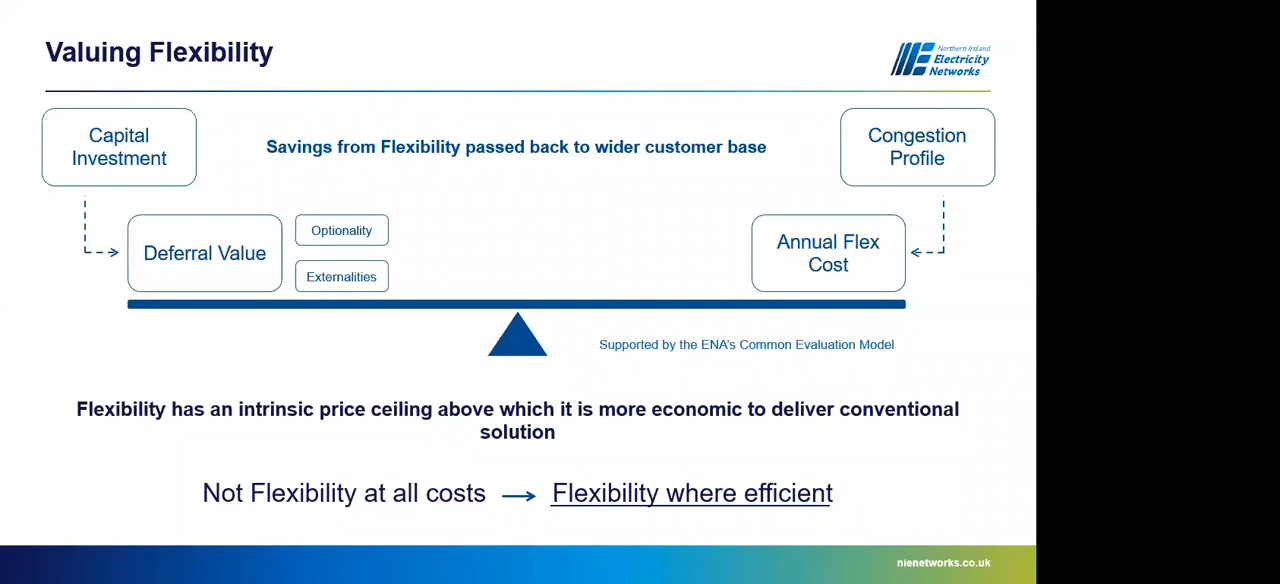 Valuing Flexibility
Northern Ireland
Electricity
Networks
Capital
Investment
Savings from Flexibility passed back to wider customer base
Congestion
Profile
Deferral Value
Optionality
Externalities
Annual Flex
Cost
Supported by the ENA's Common Evaluation Model
Flexibility has an intrinsic price ceiling above which it is more economic to deliver conventional
solution
Not Flexibility at all costs → Flexibility where efficient
nienetworks.co.uk